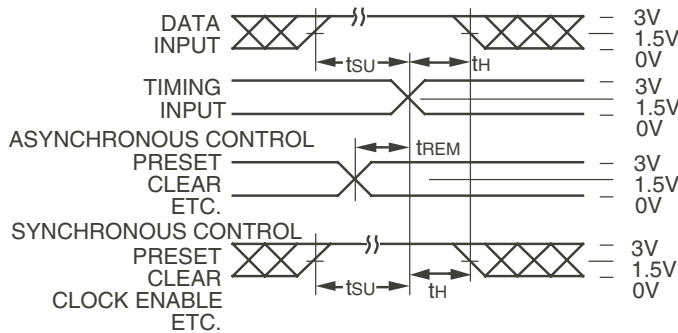 DATA
INPUT
3V
1.5V
0V
tSU
tH
TIMING
INPUT
3V
1.5V
0V
ASYNCHRONOUS CONTROL
PRESET
CLEAR
ETC.
tREM
3V
1.5V
0V
SYNCHRONOUS CONTROL
PRESET
CLEAR
CLOCK ENABLE
ETC.
tSU
tH
3V
1.5V
0V